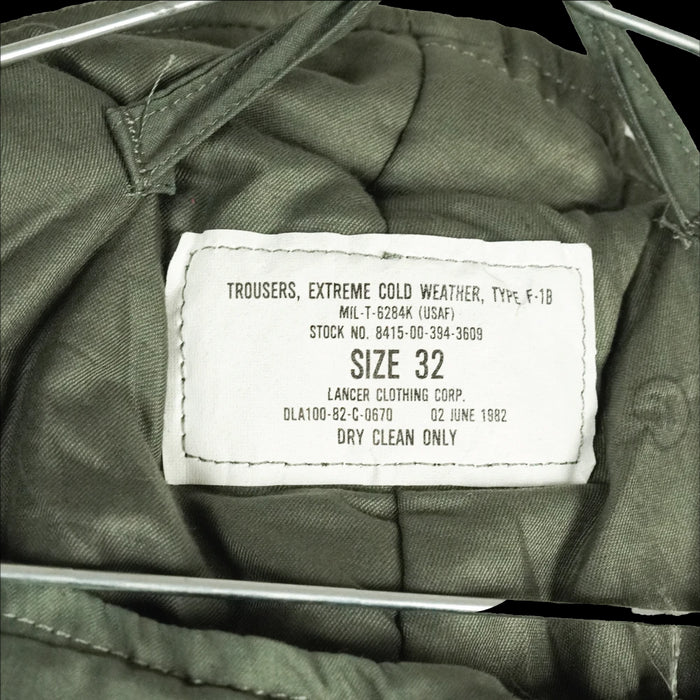 TROUSERS, EXTREME COLD WEATHER, TYPE F-1B
MIL-T-6284K (USAF)
STOCK NO. 8415-00-394-3609
SIZE 32
LANCER CLOTHING CORP.
DLA100-82-C-0670 02 JUNE 1982
DRY CLEAN ONLY